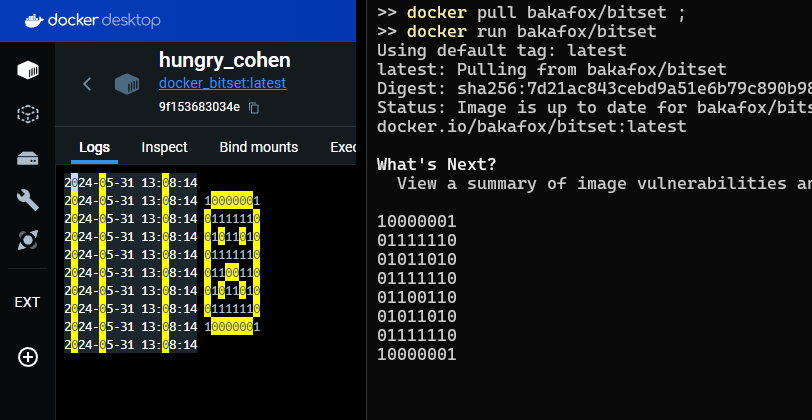 docker desktop
hungry_cohen
docker_bitset:latest
9f153683034e
Logs Inspect Bind mounts
EXT
2024-05-31 13:08:14
2024-05-31 13:08:14 10000001
2024-05-31 13:08:14 01111110
2024-05-31 13:08:14 01011010
2024-05-31 13:08:14 01111110
2024-05-31 13:08:14 01100110
2024-05-31 13:08:14 01011010
2024-05-31 13:08:14 01111110
2024-05-31 13:08:14 10000001
2024-05-31 13:08:14
>> docker pull bakafox/bitset ;
>> docker run bakafox/bitset
Using default tag: latest
latest: Pulling from bakafox/bitset
Digest: sha256:7d21ac843cebd9a51e6b79c890b98
Status: Image is up to date for bakafox/bits
docker.io/bakafox/bitset:latest
What's Next?
View a summary of image vulnerabilities an
10000001
01111110
01011010
01111110
01100110
01011010
01111110
10000001